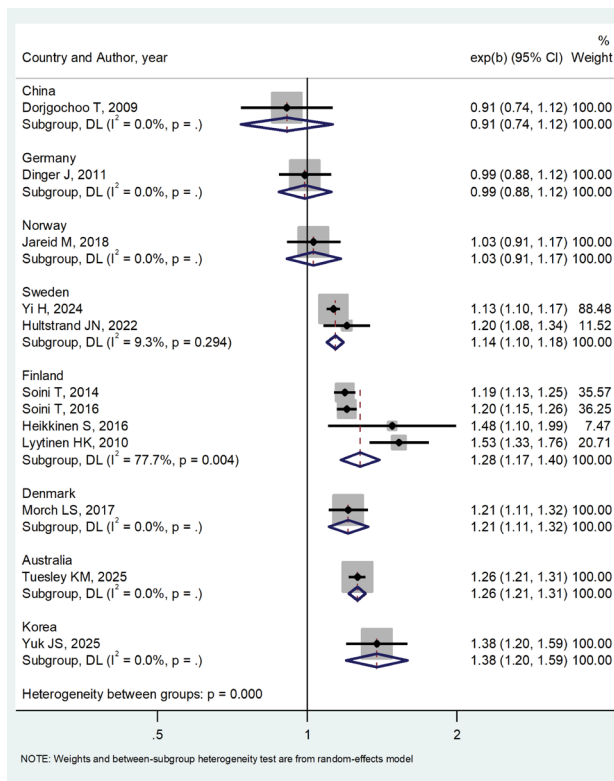 %
Country and Author, year exp(b) (95% CI) Weight
China
Dorjgochoo T, 2009 0.91 (0.74, 1.12) 100.00
Subgroup, DL (I² = 0.0%, p = .) 0.91 (0.74, 1.12) 100.00
Germany
Dinger J, 2011 0.99 (0.88, 1.12) 100.00
Subgroup, DL (I² = 0.0%, p = .) 0.99 (0.88, 1.12) 100.00
Norway
Jareid M, 2018 1.03 (0.91, 1.17) 100.00
Subgroup, DL (I² = 0.0%, p = .) 1.03 (0.91, 1.17) 100.00
Sweden
Yi H, 2024 1.13 (1.10, 1.17) 88.48
Hultstrand JN, 2022 1.20 (1.08, 1.34) 11.52
Subgroup, DL (I² = 9.3%, p = 0.294) 1.14 (1.10, 1.18) 100.00
Finland
Soini T, 2014 1.19 (1.13, 1.25) 35.57
Soini T, 2016 1.20 (1.15, 1.26) 36.25
Heikkinen S, 2016 1.48 (1.10, 1.99) 7.47
Lyytinen HK, 2010 1.53 (1.33, 1.76) 20.71
Subgroup, DL (I² = 77.7%, p = 0.004) 1.28 (1.17, 1.40) 100.00
Denmark
Morch LS, 2017 1.21 (1.11, 1.32) 100.00
Subgroup, DL (I² = 0.0%, p = .) 1.21 (1.11, 1.32) 100.00
Australia
Tuesley KM, 2025 1.26 (1.21, 1.31) 100.00
Subgroup, DL (I² = 0.0%, p = .) 1.26 (1.21, 1.31) 100.00
Korea
Yuk JS, 2025 1.38 (1.20, 1.59) 100.00
Subgroup, DL (I² = 0.0%, p = .) 1.38 (1.20, 1.59) 100.00
Heterogeneity between groups: p = 0.000
.5 1 2
NOTE: Weights and between-subgroup heterogeneity test are from random-effects model